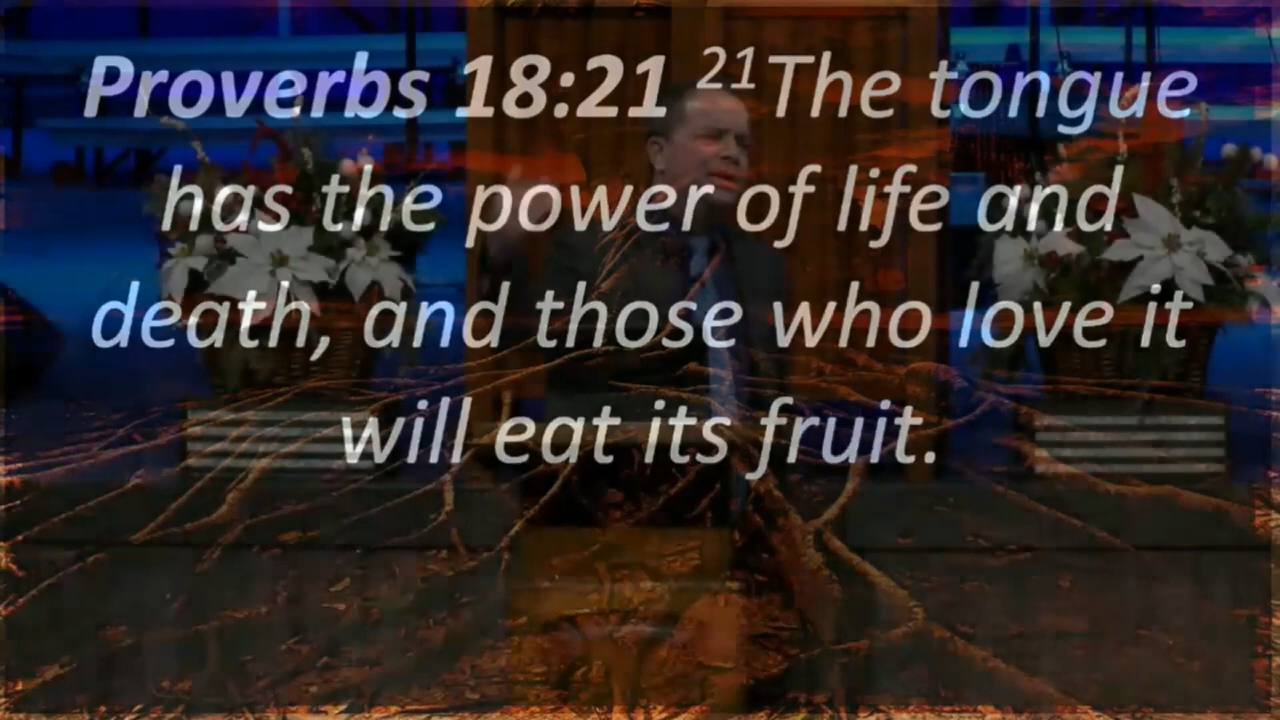 Proverbs 18:21 ²¹The tongue
has the power of life and
death, and those who love it
will eat its fruit.